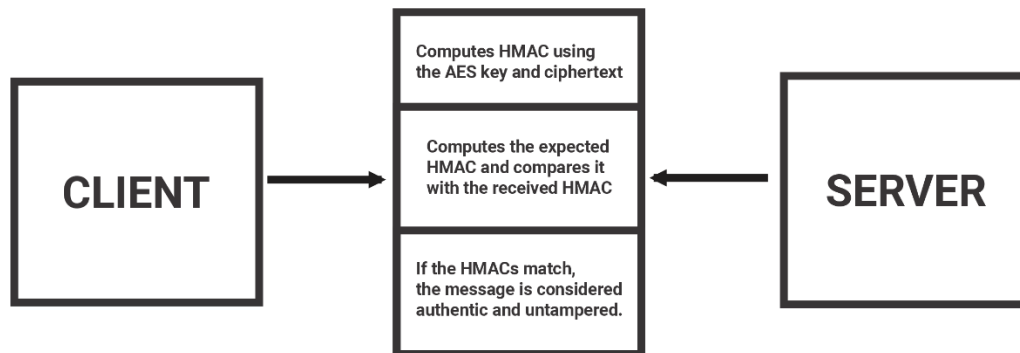 CLIENT
Computes HMAC using
the AES key and ciphertext
Computes the expected
HMAC and compares it
with the received HMAC
If the HMACs match,
the message is considered
authentic and untampered.
SERVER